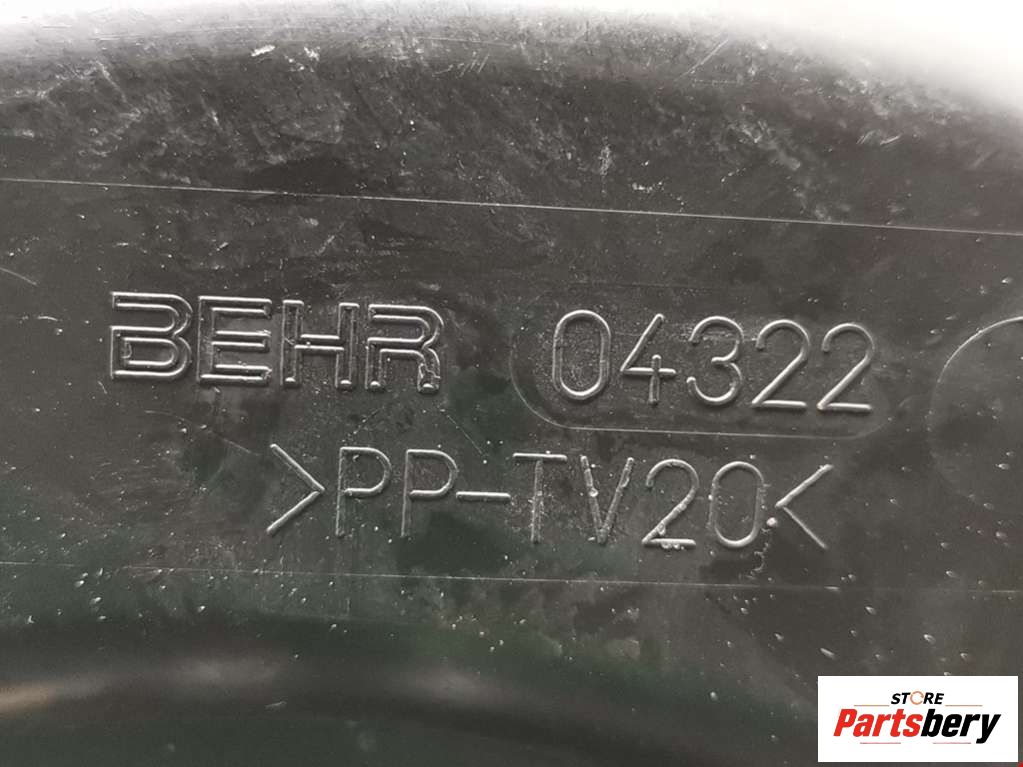 BEHR 04322
>PP-TV20<
STORE
Partsbery